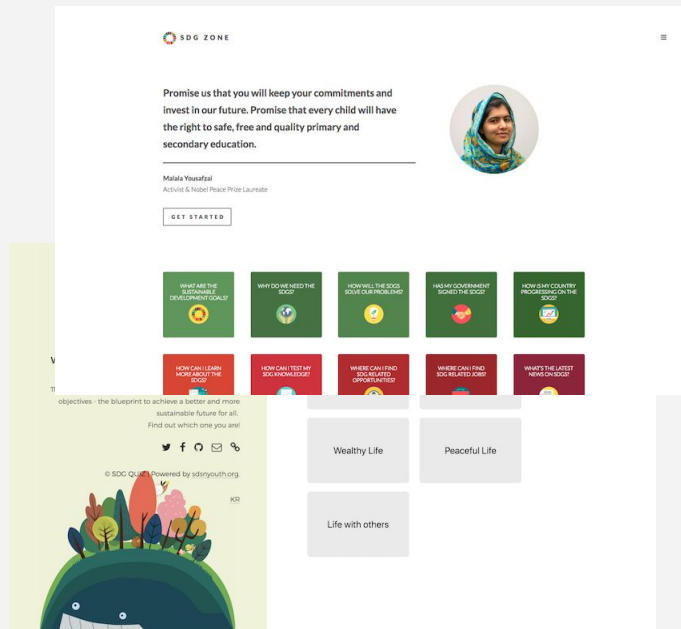 SDG ZONE
Promise us that you will keep your commitments and
invest in our future. Promise that every child will have
the right to safe, free and quality primary and
secondary education.
Malala Yousafzai
Activist & Nobel Peace Prize Laureate
GET STARTED
WHAT ARE THE
SUSTAINABLE
DEVELOPMENT GOALS?
WHY DO WE NEED THE
SDGS?
HOW WILL THE SDGS
SOLVE OUR PROBLEMS?
HAS MY GOVERNMENT
SIGNED THE SDGS?
HOW IS MY COUNTRY
PROGRESSING ON THE
SDGS?
HOW CAN I LEARN
MORE ABOUT THE
SDGS?
HOW CAN I TEST MY
SDG KNOWLEDGE?
WHERE CAN I FIND
SDG RELATED
OPPORTUNITIES?
WHERE CAN I FIND
SDG RELATED JOBS?
WHAT'S THE LATEST
NEWS ON SDGS?
objectives - the blueprint to achieve a better and more
sustainable future for all.
Find out which one you are!
© SDG QUIZ | Powered by sdsnyouth.org.
KR
Wealthy Life
Peaceful Life
Life with others